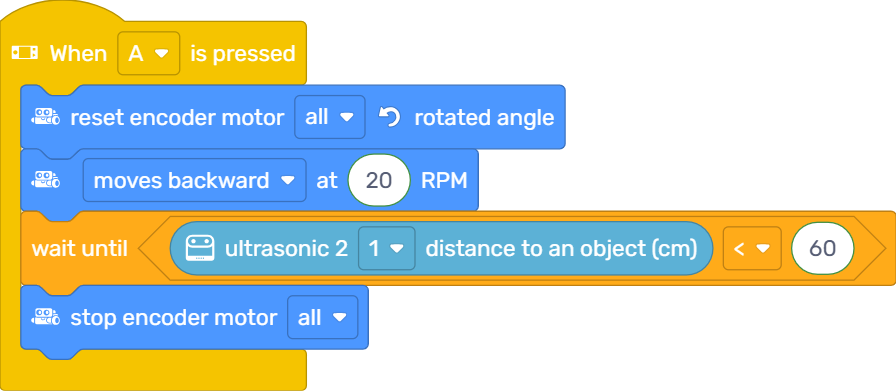 When A is pressed
reset encoder motor all rotated angle
moves backward at 20 RPM
wait until ultrasonic 2 1 distance to an object (cm) < 60
stop encoder motor all